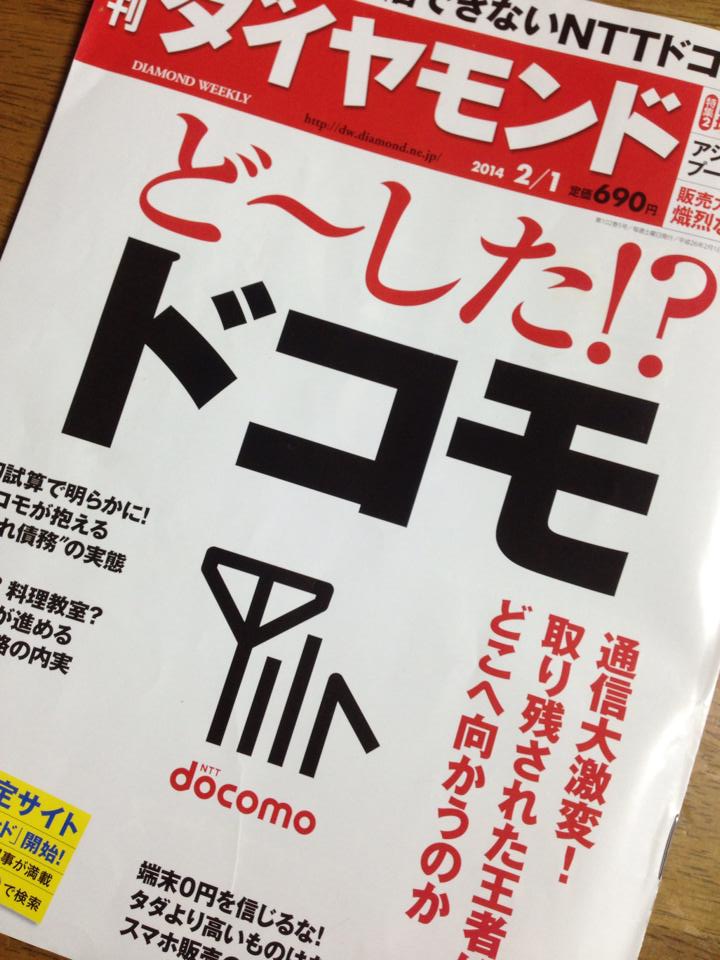 できないNTTドコ
刊 ダイヤモンド
DIAMOND WEEKLY
http://dw.diamond.ne.jp/
2014 2/1 定価690円
特集2
アジ
ブー
販売
熾烈な
ど〜した!?
ドコモ
試算で明らかに!
コモが抱える
れ債務”の実態
? 料理教室?
が進める
略の内実
NTT
docomo
通信大激変!
取り残された王者は
どこへ向かうのか
定サイト
ド」開始!
事が満載
で検索
端末0円を信じるな!
タダより高いものは
スマホ販売の